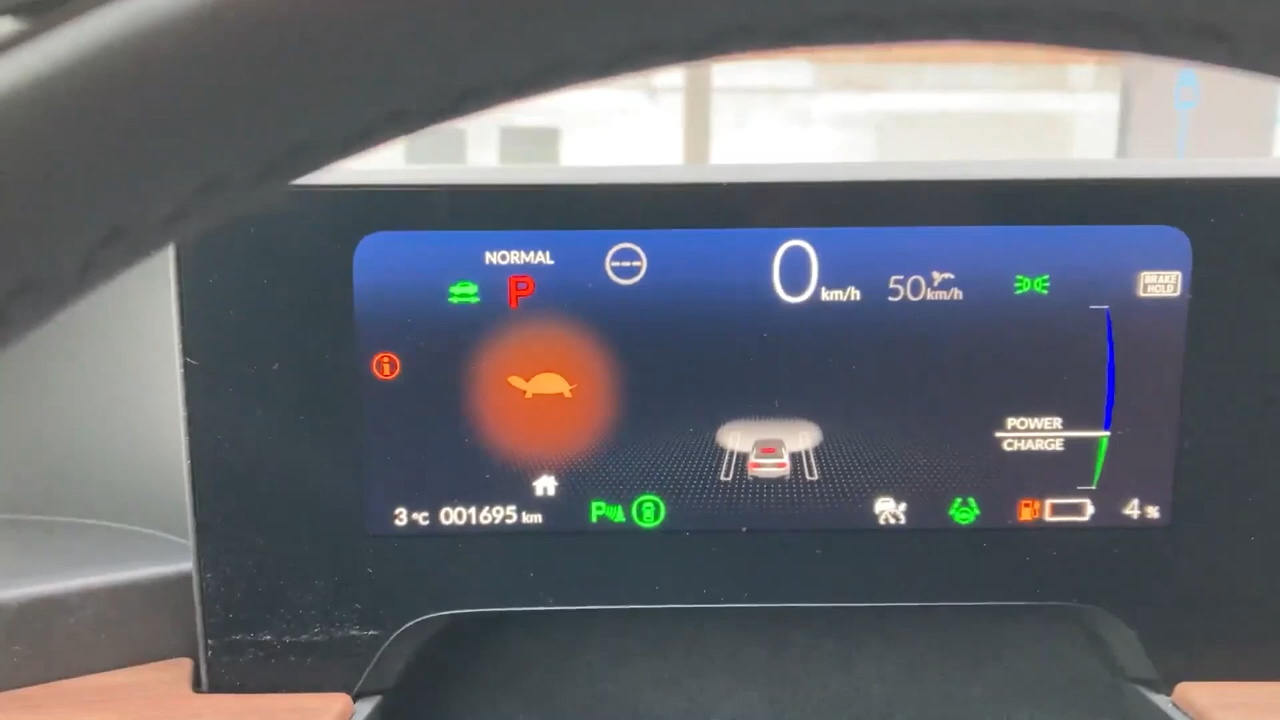 NORMAL
P
0 km/h
50 km/h
BRAKE HOLD
POWER
CHARGE
3 °C 001695 km
P
4 %